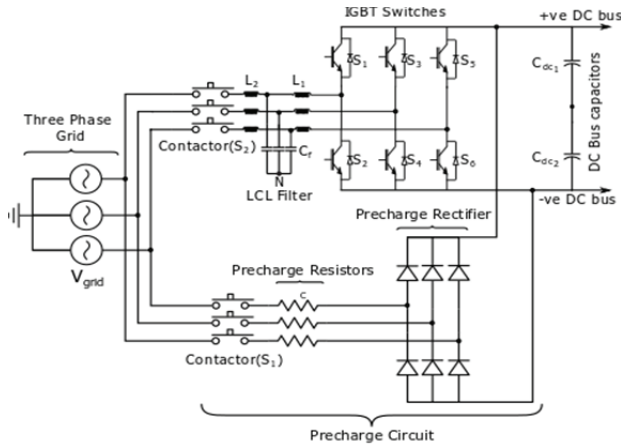 IGBT Switches
+ve DC bus
S1
S3
S5
Cdc1
L2
L1
DC Bus capacitors
Three Phase
Grid
Contactor(S2)
Cf
S2
S4
S6
Cdc2
N
LCL Filter
-ve DC bus
Precharge Rectifier
Vgrid
Precharge Resistors
C
Contactor(S1)
Precharge Circuit